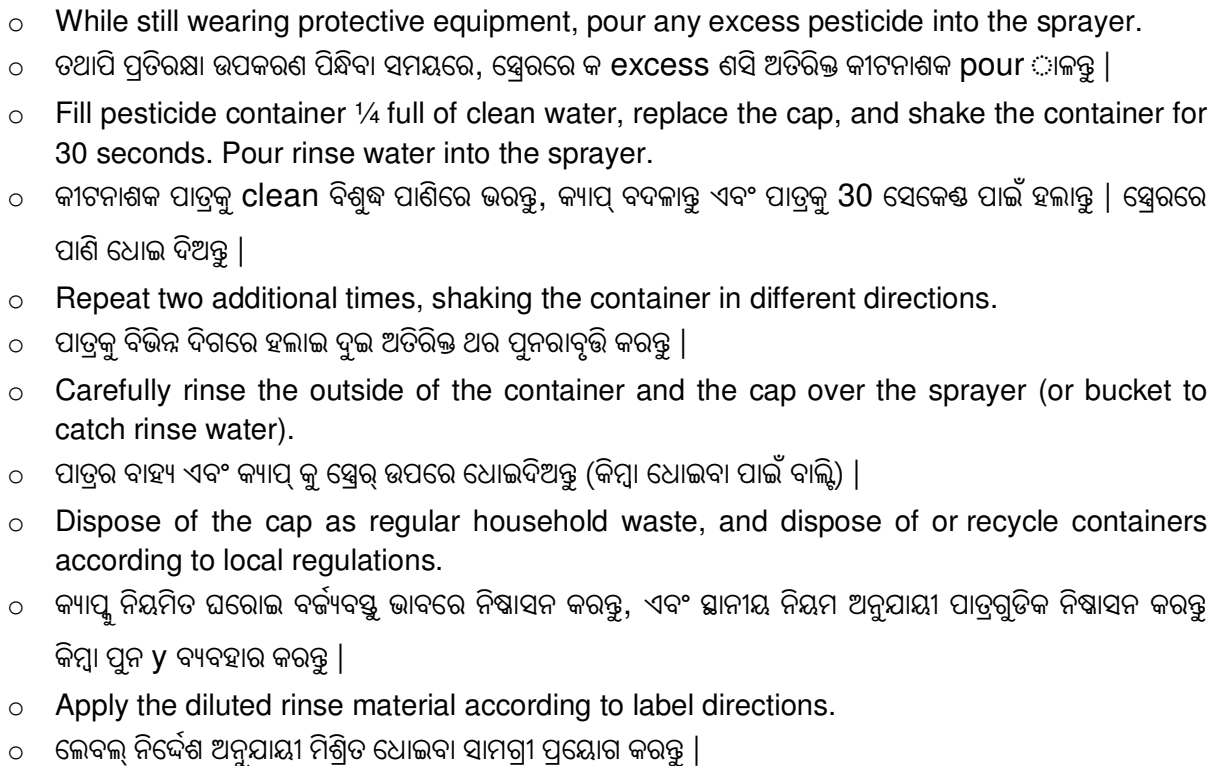 ○ While still wearing protective equipment, pour any excess pesticide into the sprayer.
○ ତଥାପି ପ୍ରତିରକ୍ଷା ଉପକରଣ ପିନ୍ଧିବା ସମୟରେ, ସ୍ପ୍ରେରରେ କ excess ଣସି ଅତିରିକ୍ତ କୀଟନାଶକ pour ାଳନ୍ତୁ |
○ Fill pesticide container ¼ full of clean water, replace the cap, and shake the container for
30 seconds. Pour rinse water into the sprayer.
○ କୀଟନାଶକ ପାତ୍ରକୁ clean ବିଶୁଦ୍ଧ ପାଣିରେ ଭରନ୍ତୁ, କ୍ୟାପ୍ ବଦଳାନ୍ତୁ ଏବଂ ପାତ୍ରକୁ 30 ସେକେଣ୍ଡ ପାଇଁ ହଲାନ୍ତୁ | ସ୍ପ୍ରେରରେ
ପାଣି ଧୋଇ ଦିଅନ୍ତୁ |
○ Repeat two additional times, shaking the container in different directions.
○ ପାତ୍ରକୁ ବିଭିନ୍ନ ଦିଗରେ ହଲାଇ ଦୁଇ ଅତିରିକ୍ତ ଥର ପୁନରାବୃତ୍ତି କରନ୍ତୁ |
○ Carefully rinse the outside of the container and the cap over the sprayer (or bucket to
catch rinse water).
○ ପାତ୍ରର ବାହ୍ୟ ଏବଂ କ୍ୟାପ୍ କୁ ସ୍ପ୍ରେର୍ ଉପରେ ଧୋଇଦିଅନ୍ତୁ (କିମ୍ବା ଧୋଇବା ପାଇଁ ବାଲ୍ଟି) |
○ Dispose of the cap as regular household waste, and dispose of or recycle containers
according to local regulations.
○ କ୍ୟାପ୍କୁ ନିୟମିତ ଘରୋଇ ବର୍ଜ୍ୟବସ୍ତୁ ଭାବରେ ନିଷ୍କାସନ କରନ୍ତୁ, ଏବଂ ସ୍ଥାନୀୟ ନିୟମ ଅନୁଯାୟୀ ପାତ୍ରଗୁଡିକ ନିଷ୍କାସନ କରନ୍ତୁ
କିମ୍ବା ପୁନ y ବ୍ୟବହାର କରନ୍ତୁ |
○ Apply the diluted rinse material according to label directions.
○ ଲେବଲ୍ ନିର୍ଦ୍ଦେଶ ଅନୁଯାୟୀ ମିଶ୍ରିତ ଧୋଇବା ସାମଗ୍ରୀ ପ୍ରୟୋଗ କରନ୍ତୁ |